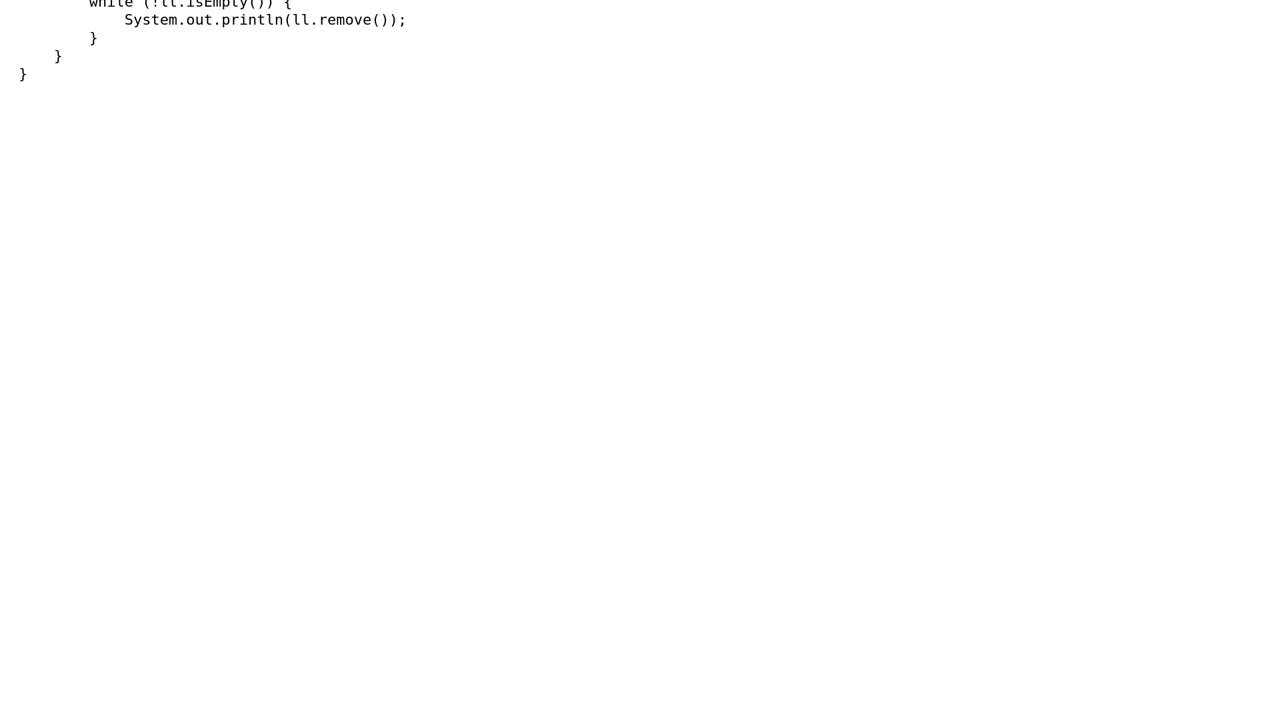 while (!ll.isEmpty()) {
            System.out.println(ll.remove());
        }
    }
}